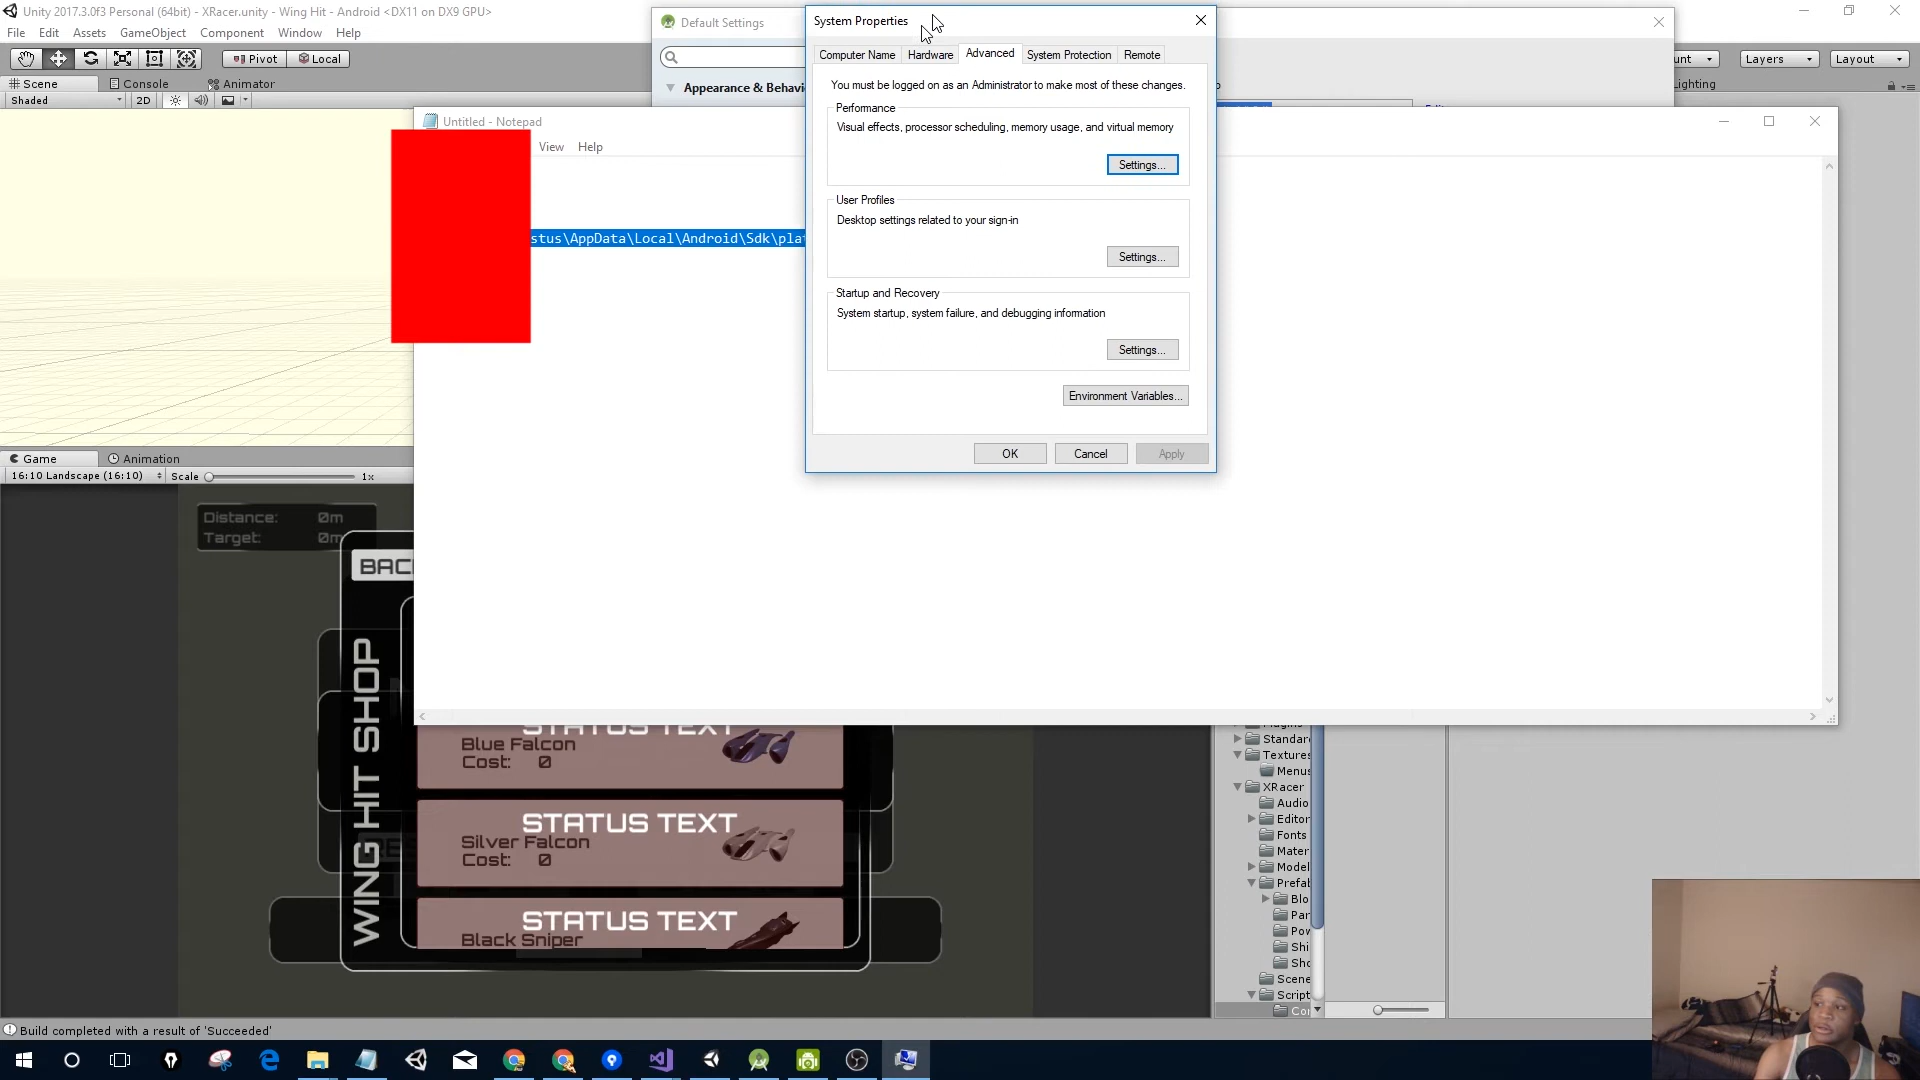 Unity 2017.3.0f3 Personal (64bit) - XRacer.unity - Wing Hit - Android <DX11 on DX9 GPU>
File Edit Assets GameObject Component Window Help
Pivot Local
Layers Layout
Scene Console Animator
Lighting
Shaded 2D
Default Settings
Appearance & Behavi
System Properties
Computer Name Hardware Advanced System Protection Remote
You must be logged on as an Administrator to make most of these changes.
Performance
Visual effects, processor scheduling, memory usage, and virtual memory
Settings...
User Profiles
Desktop settings related to your sign-in
Settings...
Startup and Recovery
System startup, system failure, and debugging information
Settings...
Environment Variables...
OK Cancel Apply
Untitled - Notepad
View Help
stus\AppData\Local\Android\Sdk\plat
Game Animation
16:10 Landscape (16:10) Scale 1x
Distance: 0m
Target: 0m
BAC
WING HIT SHOP
STATUS TEXT
Blue Falcon
Cost: 0
STATUS TEXT
Silver Falcon
Cost: 0
STATUS TEXT
Black Sniper
Standar
Textures
Menus
XRacer
Audio
Editor
Fonts
Mater
Model
Prefab
Blo
Par
Pow
Shi
Sho
Scene
Script
Cor
Build completed with a result of 'Succeeded'